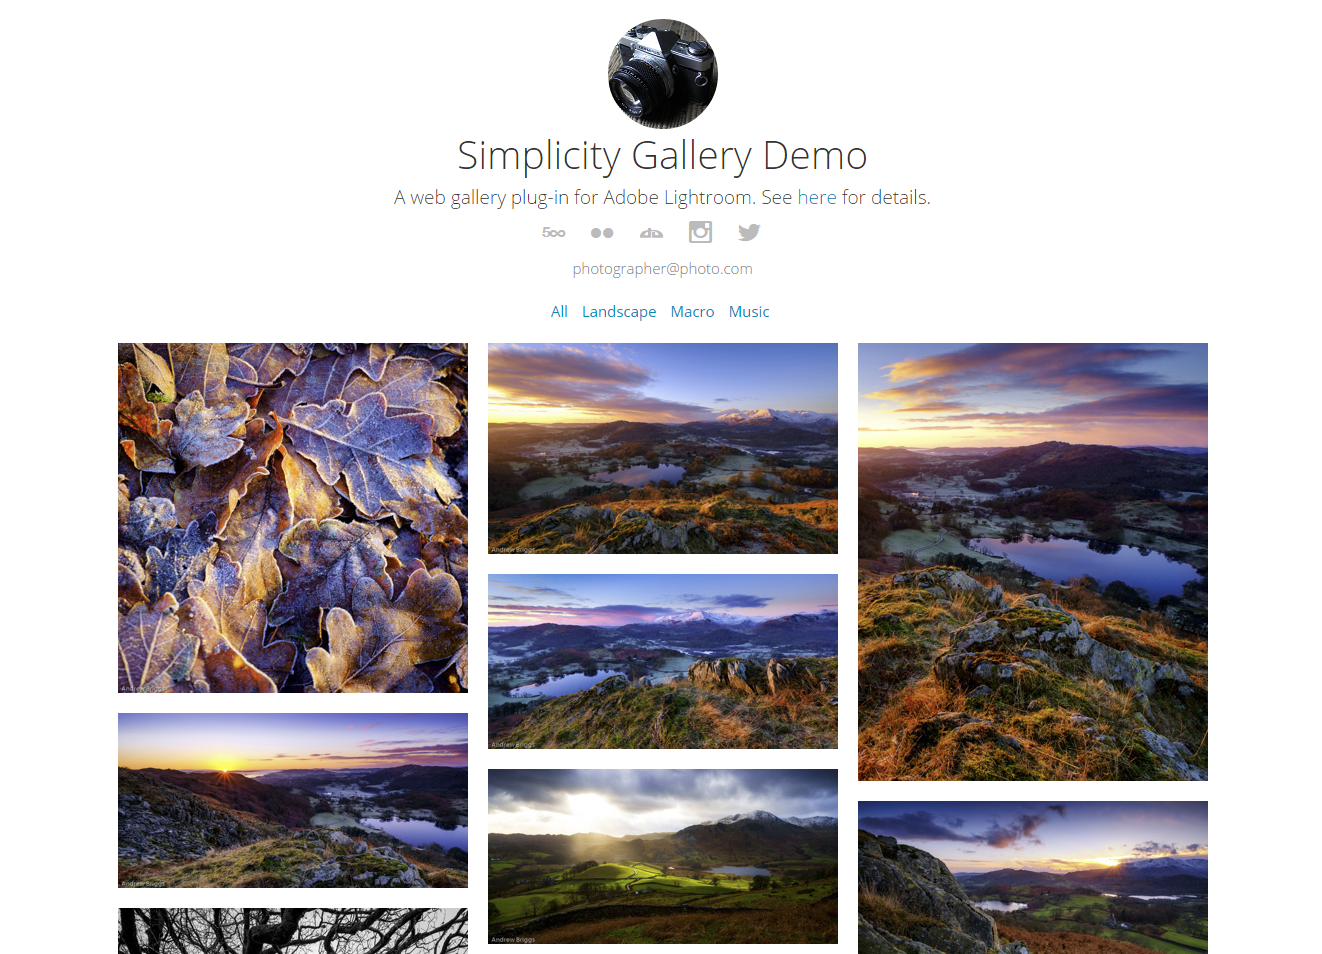 Simplicity Gallery Demo
A web gallery plug-in for Adobe Lightroom. See here for details.
500
photographer@photo.com
All Landscape Macro Music
Andrew Briggs
Andrew Briggs
Andrew Briggs
Andrew Briggs
Andrew Briggs